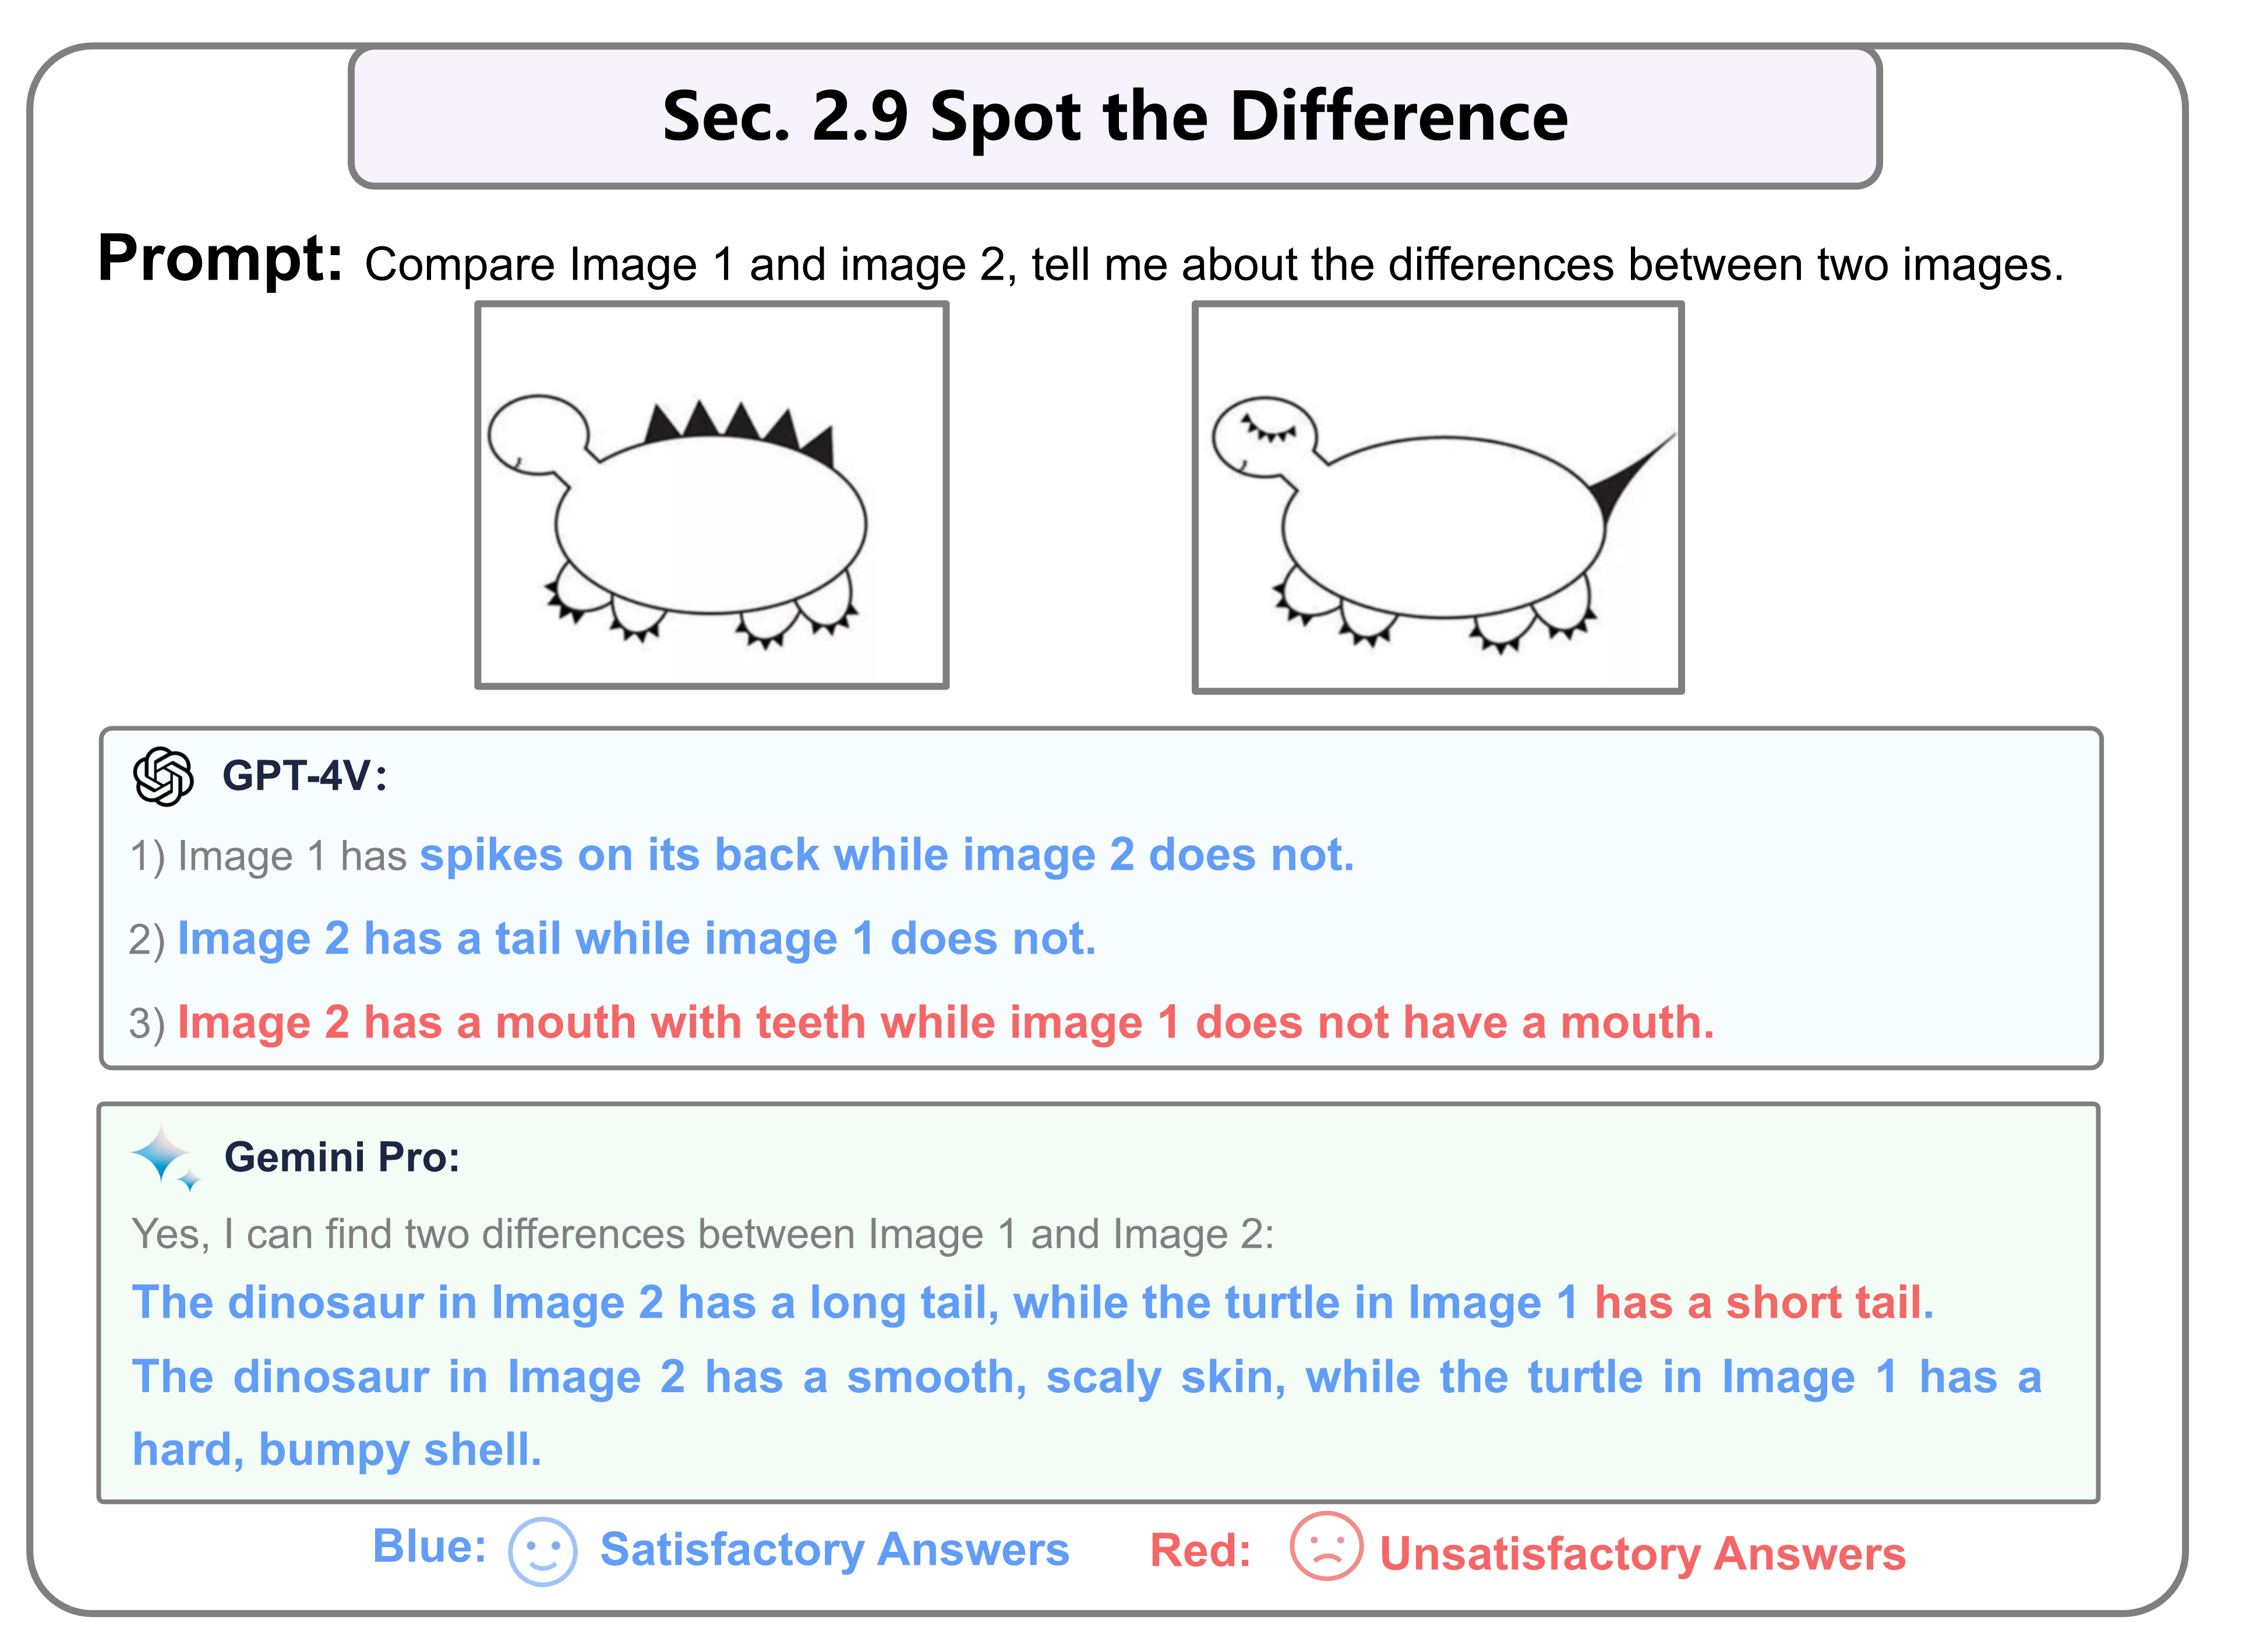 Sec. 2.9 Spot the Difference
Prompt: Compare Image 1 and image 2, tell me about the differences between two images.
GPT-4V:
1) Image 1 has spikes on its back while image 2 does not.
2) Image 2 has a tail while image 1 does not.
3) Image 2 has a mouth with teeth while image 1 does not have a mouth.
Gemini Pro:
Yes, I can find two differences between Image 1 and Image 2:
The dinosaur in Image 2 has a long tail, while the turtle in Image 1 has a short tail.
The dinosaur in Image 2 has a smooth, scaly skin, while the turtle in Image 1 has a
hard, bumpy shell.
Blue: Satisfactory Answers Red: Unsatisfactory Answers